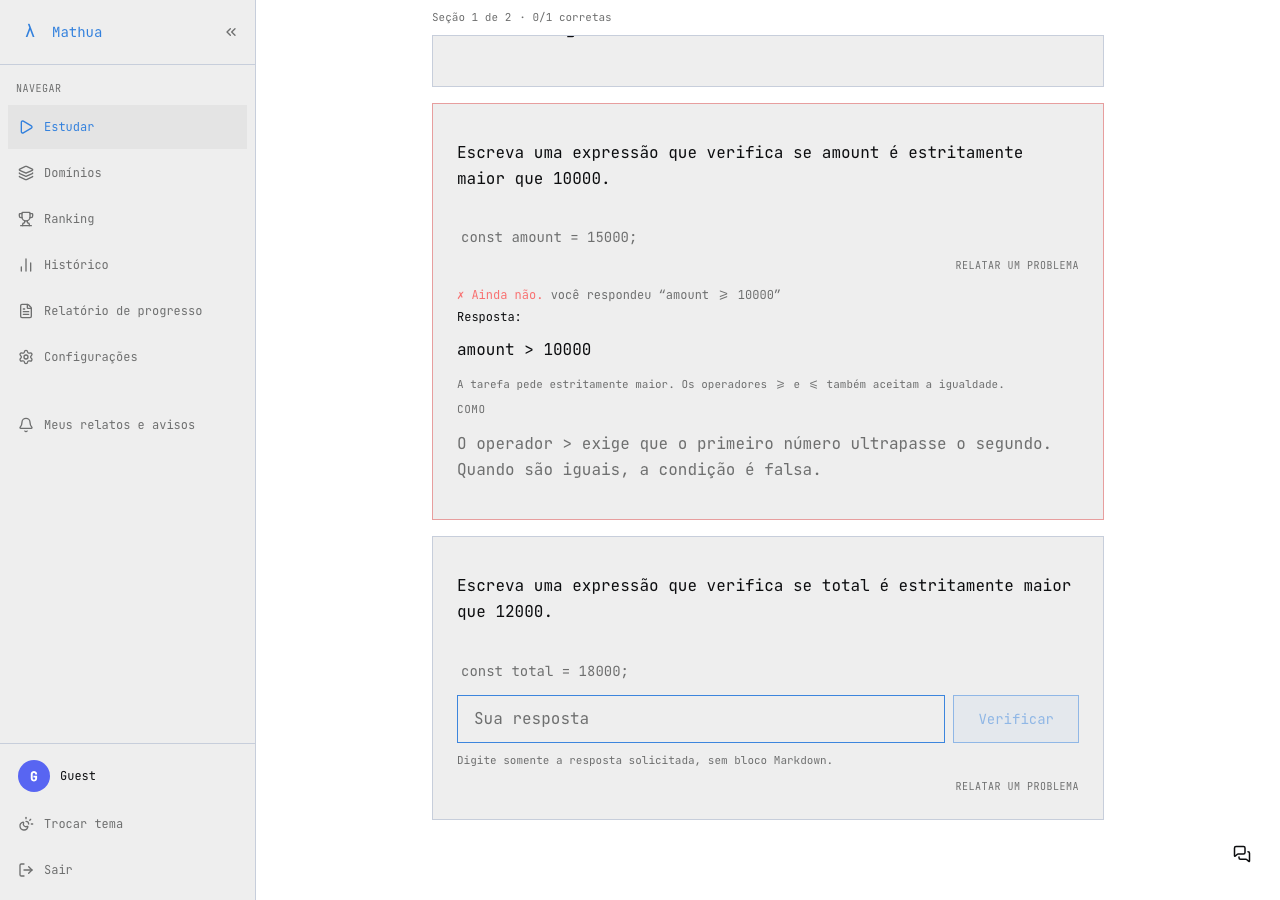 λ Mathua
NAVEGAR
Estudar
Domínios
Ranking
Histórico
Relatório de progresso
Configurações
Meus relatos e avisos
G Guest
Trocar tema
Sair
Seção 1 de 2 · 0/1 corretas
Escreva uma expressão que verifica se amount é estritamente
maior que 10000.
const amount = 15000;
RELATAR UM PROBLEMA
✗ Ainda não. você respondeu “amount >= 10000”
Resposta:
amount > 10000
A tarefa pede estritamente maior. Os operadores >= e <= também aceitam a igualdade.
COMO
O operador > exige que o primeiro número ultrapasse o segundo.
Quando são iguais, a condição é falsa.
Escreva uma expressão que verifica se total é estritamente maior
que 12000.
const total = 18000;
Sua resposta
Verificar
Digite somente a resposta solicitada, sem bloco Markdown.
RELATAR UM PROBLEMA